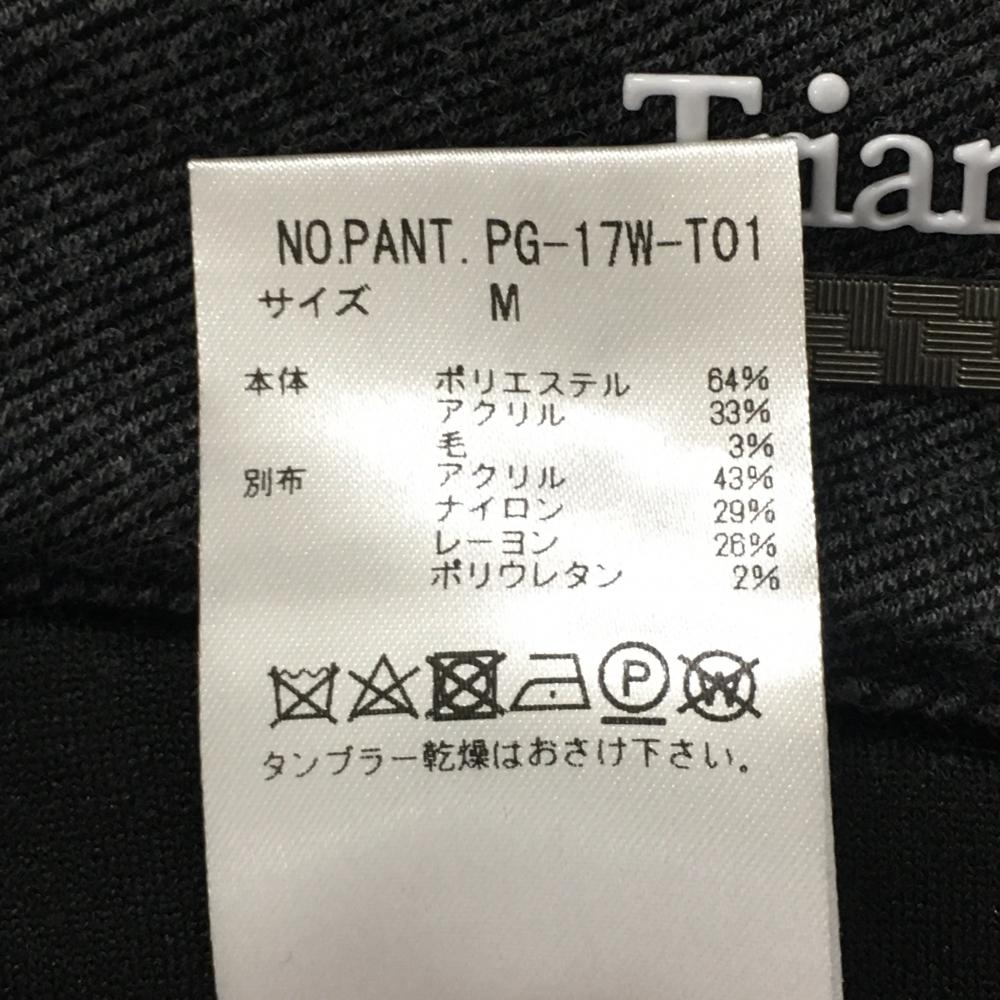 Trian
NO.PANT. PG-17W-T01
サイズ M
本体 ポリエステル 64%
アクリル 33%
毛 3%
別布 アクリル 43%
ナイロン 29%
レーヨン 26%
ポリウレタン 2%
P W
タンブラー乾燥はおさけ下さい。